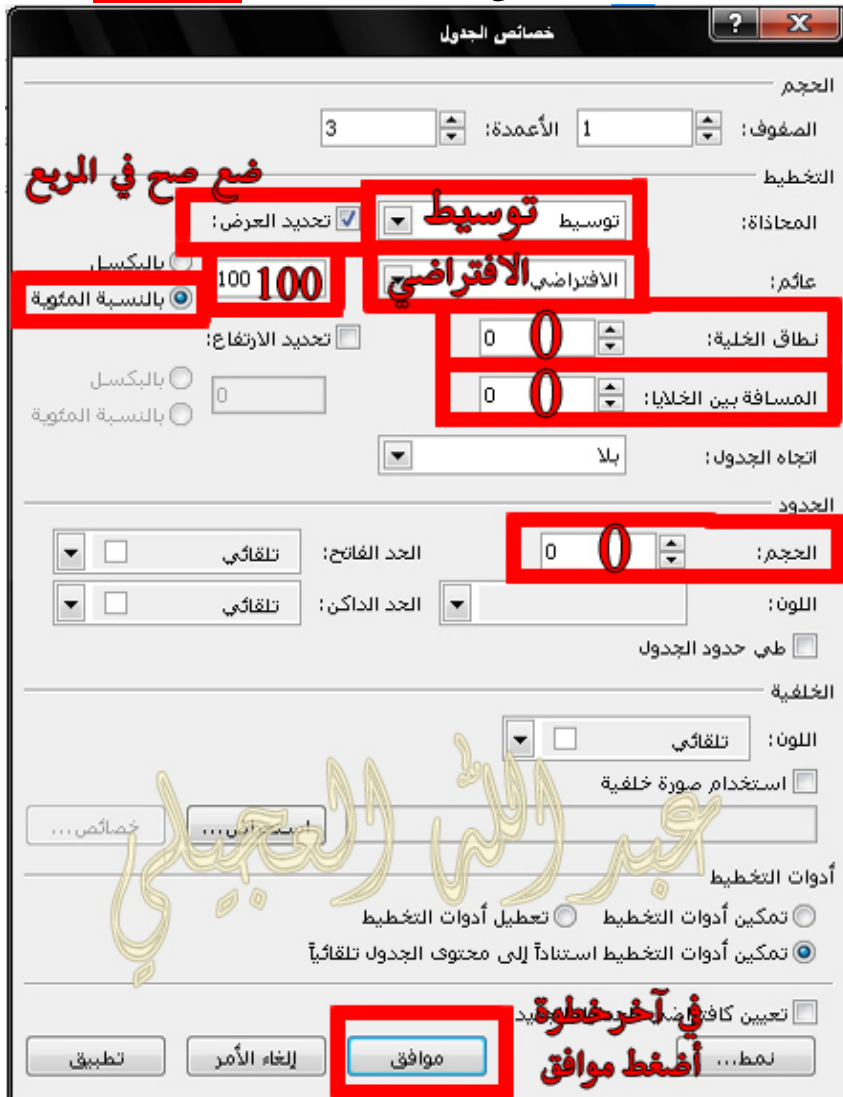 خصائص الجدول
الحجم
الصفوف: 1 الأعمدة: 3
ضع صح في المربع
التخطيط
المحاذاة: توسيط توسيط تحديد العرض:
بالبكسل
عائم: الافتراضي الافتراضي 100 100
بالنسبة المئوية
نطاق الخلية: 0 0 تحديد الارتفاع:
بالبكسل
المسافة بين الخلايا: 0 0 0
بالنسبة المئوية
اتجاه الجدول: بلا
الحدود
الحجم: 0 0 الحد الفاتح: تلقائي
اللون: الحد الداكن: تلقائي
طي حدود الجدول
الخلفية
اللون: تلقائي
استخدام صورة خلفية
استعراض... خصائص...
عبد الله العجيلي
أدوات التخطيط
تمكين أدوات التخطيط تعطيل أدوات التخطيط
تمكين أدوات التخطيط استناداً إلى محتوى الجدول تلقائياً
تعيين
في آخر خطوة
أضغط موافق
نمط... موافق إلغاء الأمر تطبيق